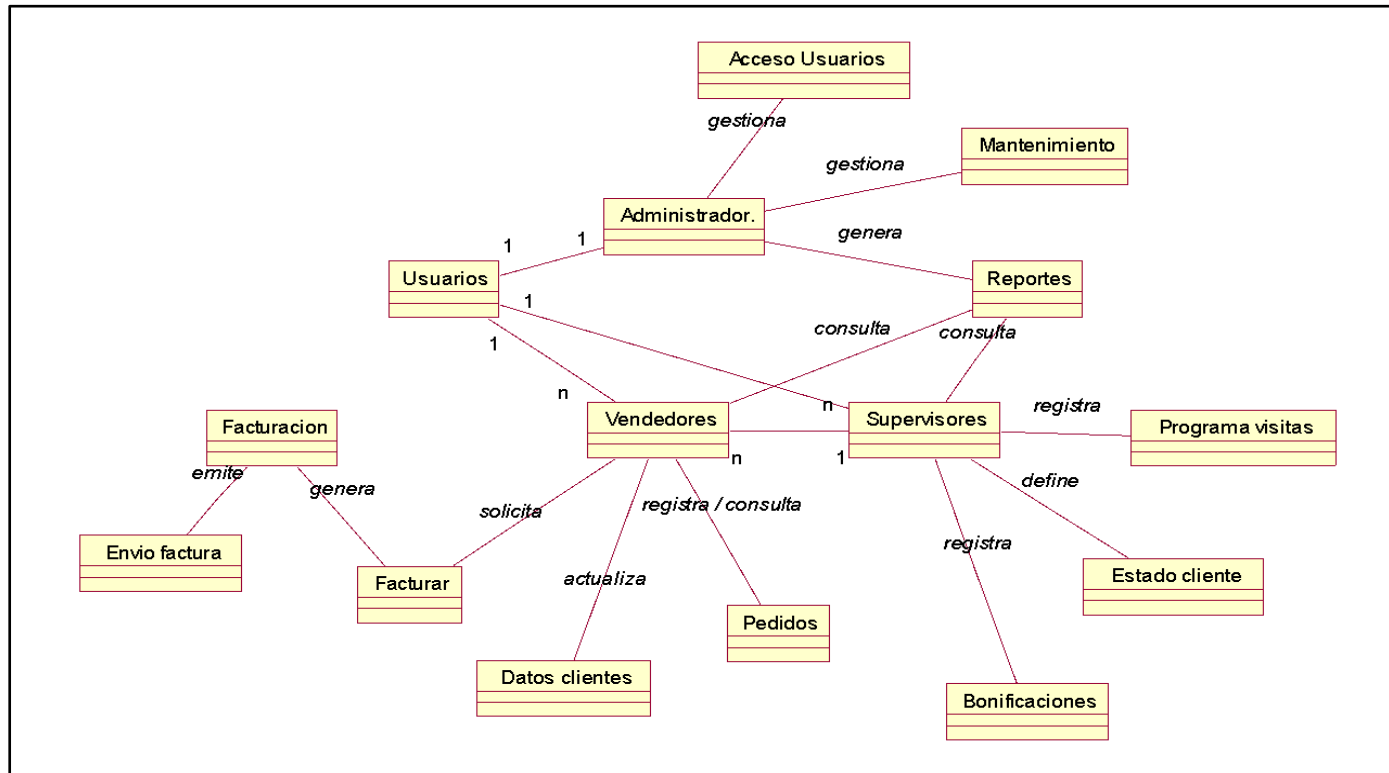 Acceso Usuarios
gestiona
Mantenimiento
gestiona
Administrador.
genera
1
1
Usuarios
Reportes
1
consulta
consulta
1
n
n
Vendedores
Supervisores
registra
Programa visitas
Facturacion
n
1
emite
genera
define
solicita
registra / consulta
registra
Envio factura
Facturar
actualiza
Estado cliente
Pedidos
Datos clientes
Bonificaciones